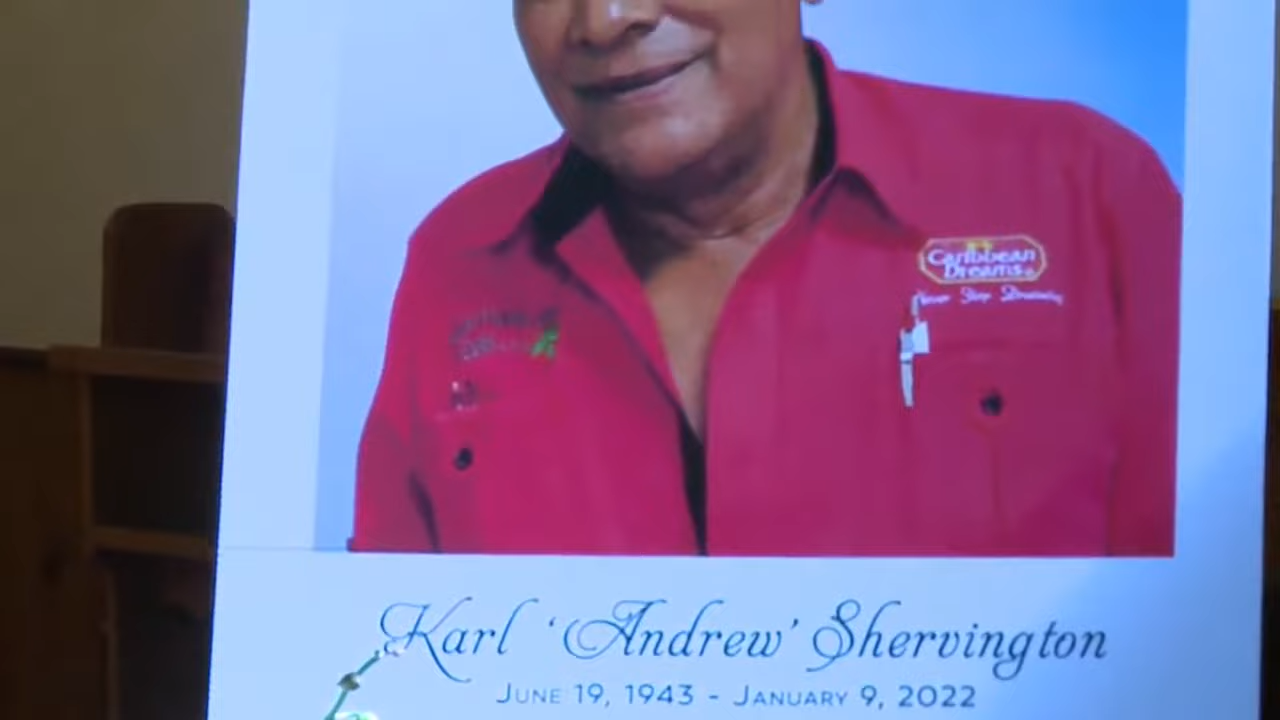 Caribbean
Dreams
Karl ‘Andrew’ Shervington
JUNE 19, 1943 - JANUARY 9, 2022